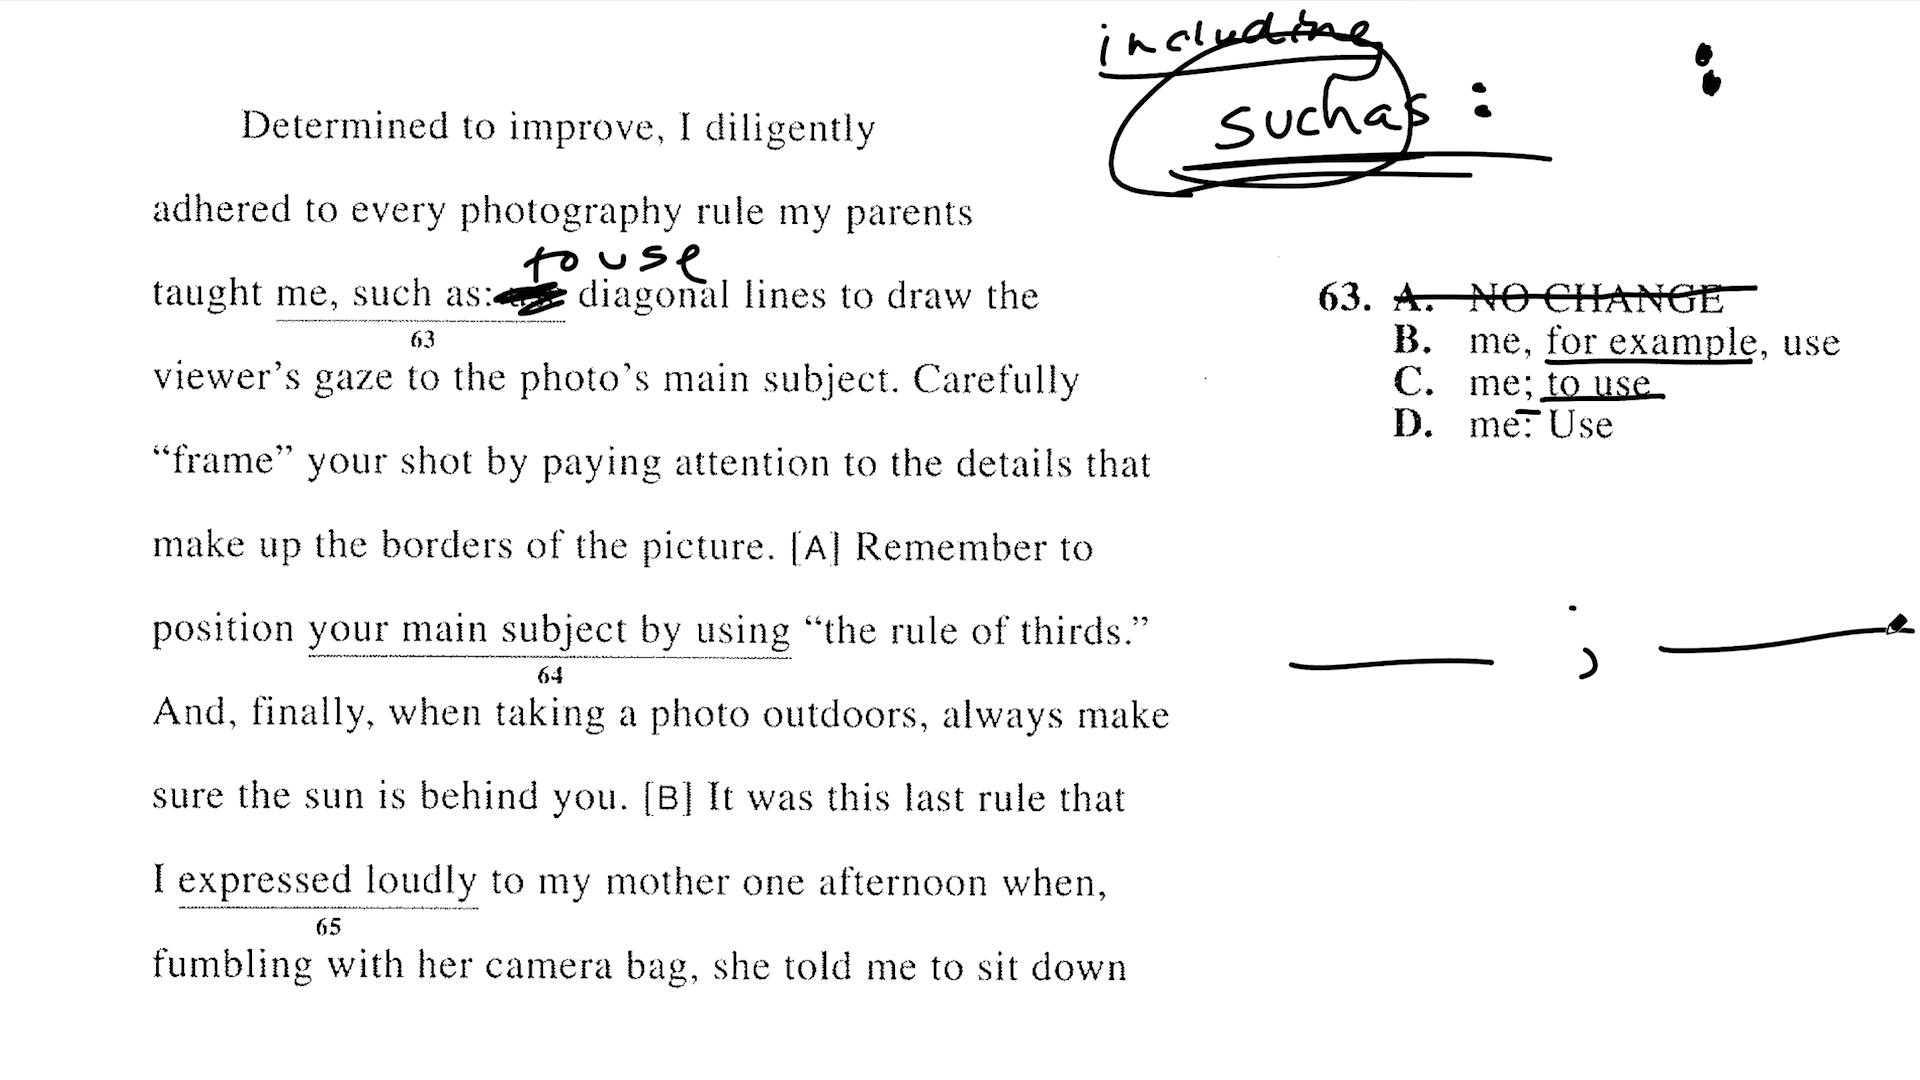 including
such as :
:
Determined to improve, I diligently
adhered to every photography rule my parents
to use
taught me, such as: diagonal lines to draw the
63
viewer's gaze to the photo's main subject. Carefully
"frame" your shot by paying attention to the details that
make up the borders of the picture. [A] Remember to
position your main subject by using "the rule of thirds."
64
And, finally, when taking a photo outdoors, always make
sure the sun is behind you. [B] It was this last rule that
I expressed loudly to my mother one afternoon when,
65
fumbling with her camera bag, she told me to sit down
63. A. NO CHANGE
B. me, for example, use
C. me; to use
D. me: Use
;